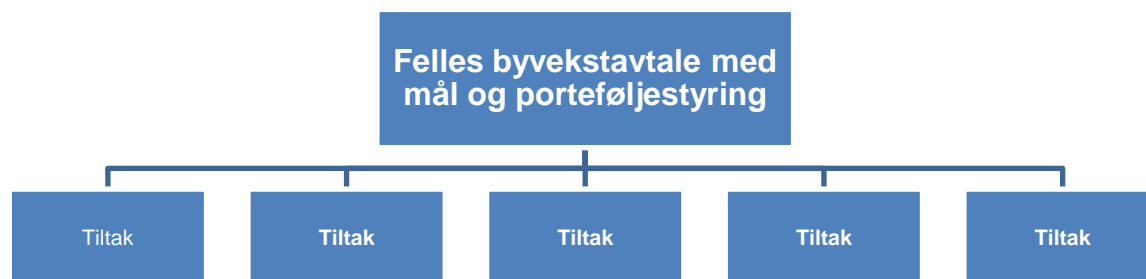 Felles byvekstavtale med
mål og porteføljestyring
Tiltak
Tiltak
Tiltak
Tiltak
Tiltak